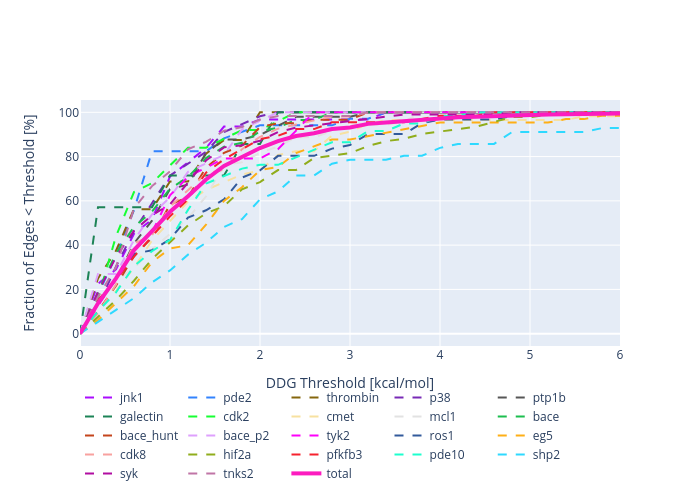 Fraction of Edges < Threshold [%]
100
80
60
40
20
0
0 1 2 3 4 5 6
DDG Threshold [kcal/mol]
jnk1 pde2 thrombin p38 ptp1b
galectin cdk2 cmet mcl1 bace
bace_hunt bace_p2 tyk2 ros1 eg5
cdk8 hif2a pfkfb3 pde10 shp2
syk tnks2 total